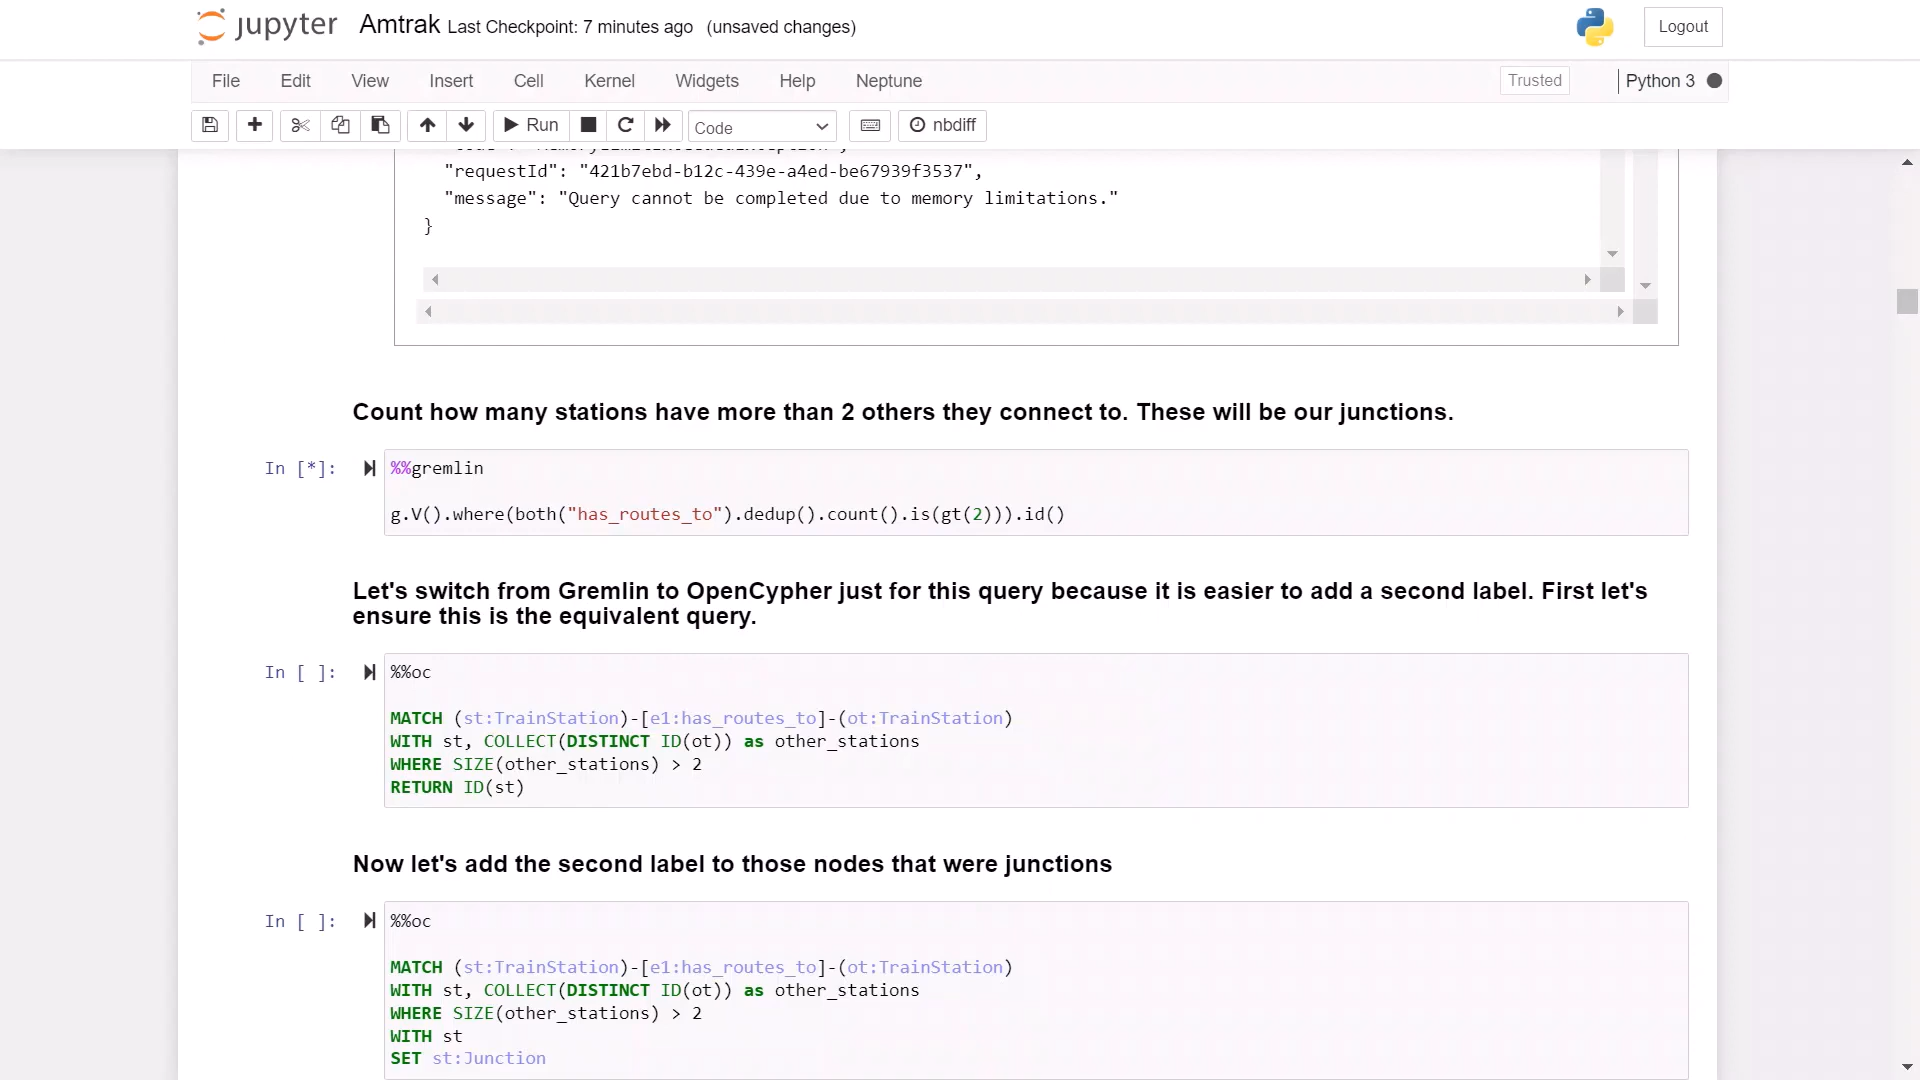 jupyter Amtrak Last Checkpoint: 7 minutes ago (unsaved changes) Logout
File Edit View Insert Cell Kernel Widgets Help Neptune Trusted Python 3
Run Code nbdiff
"requestId": "421b7ebd-b12c-439e-a4ed-be67939f3537",
"message": "Query cannot be completed due to memory limitations."
}
Count how many stations have more than 2 others they connect to. These will be our junctions.
In [*]: %%gremlin
g.V().where(both("has_routes_to").dedup().count().is(gt(2))).id()
Let's switch from Gremlin to OpenCypher just for this query because it is easier to add a second label. First let's
ensure this is the equivalent query.
In [ ]: %%oc
MATCH (st:TrainStation)-[e1:has_routes_to]-(ot:TrainStation)
WITH st, COLLECT(DISTINCT ID(ot)) as other_stations
WHERE SIZE(other_stations) > 2
RETURN ID(st)
Now let's add the second label to those nodes that were junctions
In [ ]: %%oc
MATCH (st:TrainStation)-[e1:has_routes_to]-(ot:TrainStation)
WITH st, COLLECT(DISTINCT ID(ot)) as other_stations
WHERE SIZE(other_stations) > 2
WITH st
SET st:Junction